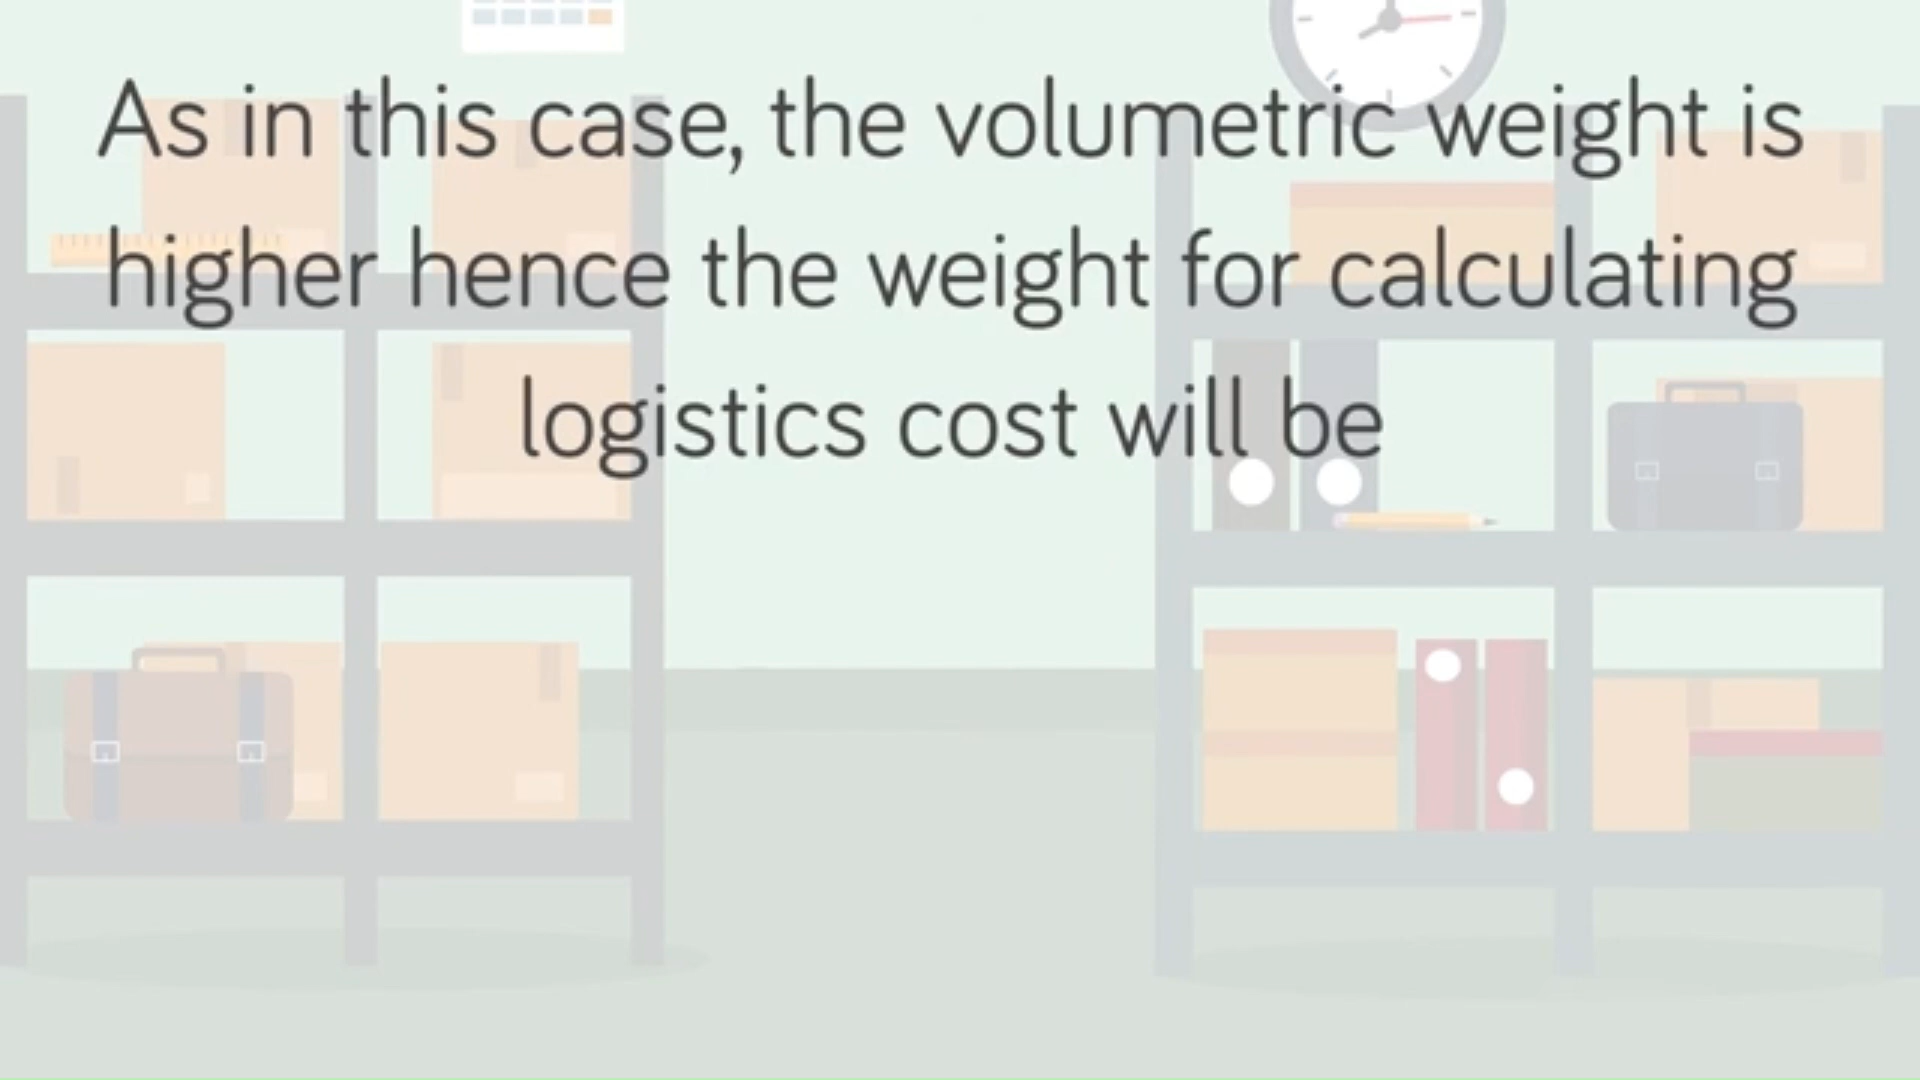 As in this case, the volumetric weight is
higher hence the weight for calculating
logistics cost will be